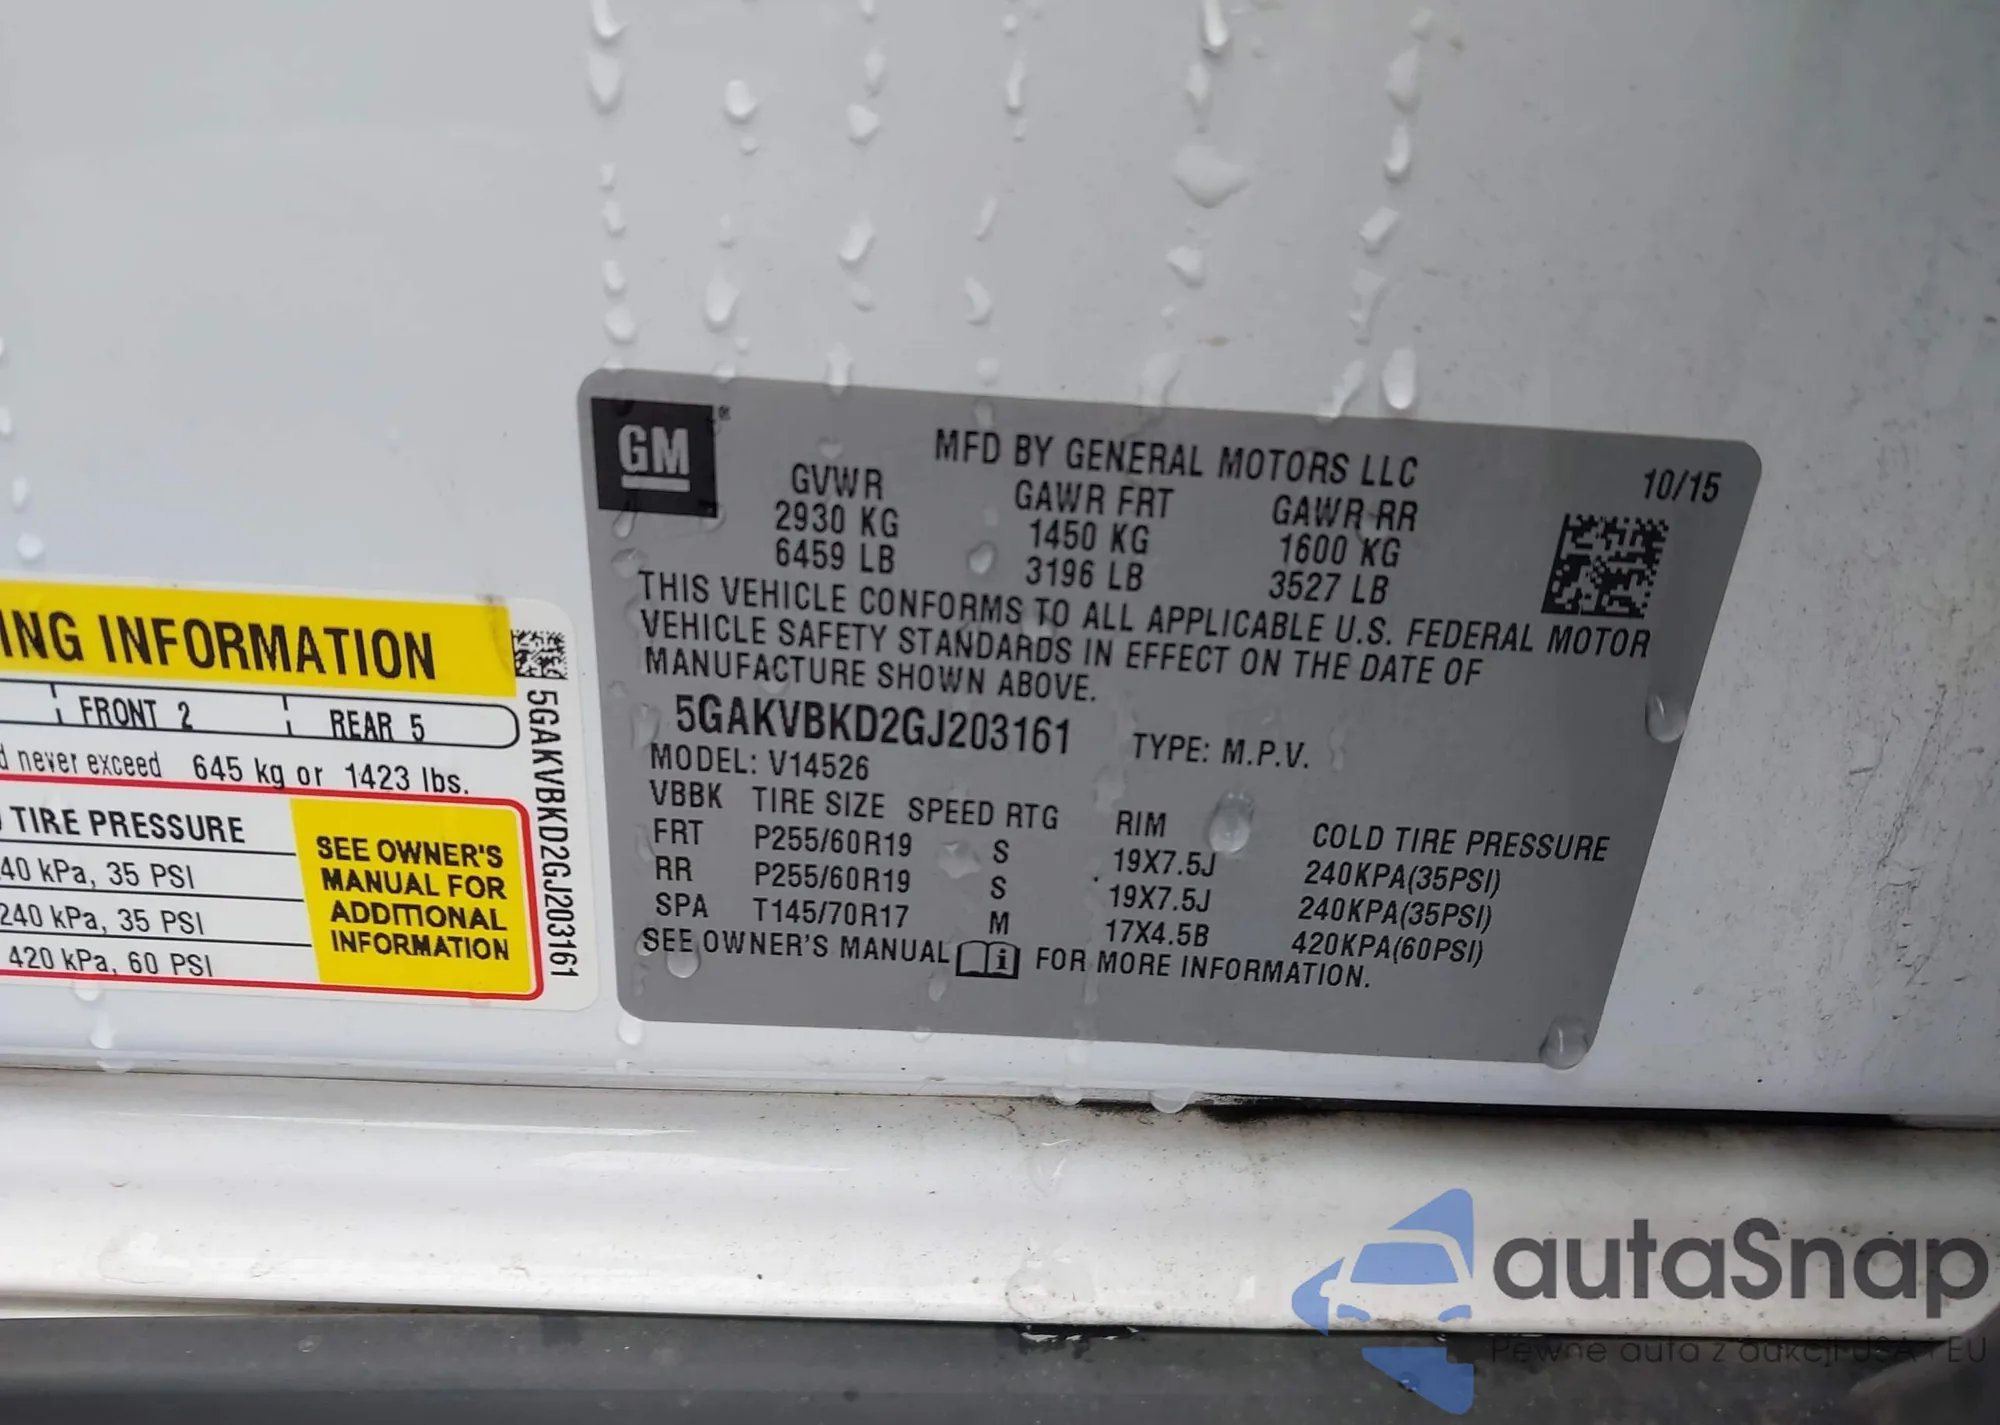 ING INFORMATION
FRONT 2 REAR 5
d never exceed 645 kg or 1423 lbs.
TIRE PRESSURE
40 kPa, 35 PSI
240 kPa, 35 PSI
420 kPa, 60 PSI
SEE OWNER'S
MANUAL FOR
ADDITIONAL
INFORMATION
5GAKVBKD2GJ203161
GM®
MFD BY GENERAL MOTORS LLC
10/15
GVWR GAWR FRT GAWR RR
2930 KG 1450 KG 1600 KG
6459 LB 3196 LB 3527 LB
THIS VEHICLE CONFORMS TO ALL APPLICABLE U.S. FEDERAL MOTOR
VEHICLE SAFETY STANDARDS IN EFFECT ON THE DATE OF
MANUFACTURE SHOWN ABOVE.
5GAKVBKD2GJ203161 TYPE: M.P.V.
MODEL: V14526
VBBK TIRE SIZE SPEED RTG RIM COLD TIRE PRESSURE
FRT P255/60R19 S 19X7.5J 240KPA(35PSI)
RR P255/60R19 S 19X7.5J 240KPA(35PSI)
SPA T145/70R17 M 17X4.5B 420KPA(60PSI)
SEE OWNER'S MANUAL i FOR MORE INFORMATION.
autaSnap
Pewne auta z aukcji USA i EU